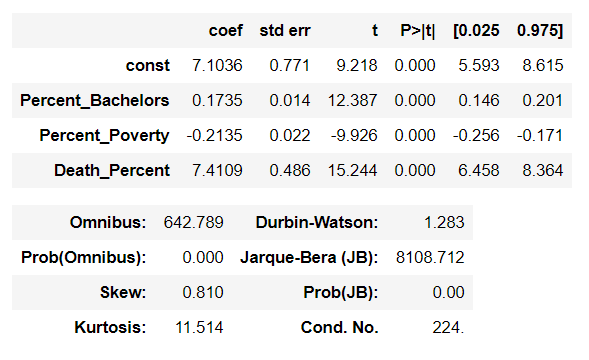 coef std err t P>|t| [0.025 0.975]
const 7.1036 0.771 9.218 0.000 5.593 8.615
Percent_Bachelors 0.1735 0.014 12.387 0.000 0.146 0.201
Percent_Poverty -0.2135 0.022 -9.926 0.000 -0.256 -0.171
Death_Percent 7.4109 0.486 15.244 0.000 6.458 8.364
Omnibus: 642.789 Durbin-Watson: 1.283
Prob(Omnibus): 0.000 Jarque-Bera (JB): 8108.712
Skew: 0.810 Prob(JB): 0.00
Kurtosis: 11.514 Cond. No. 224.